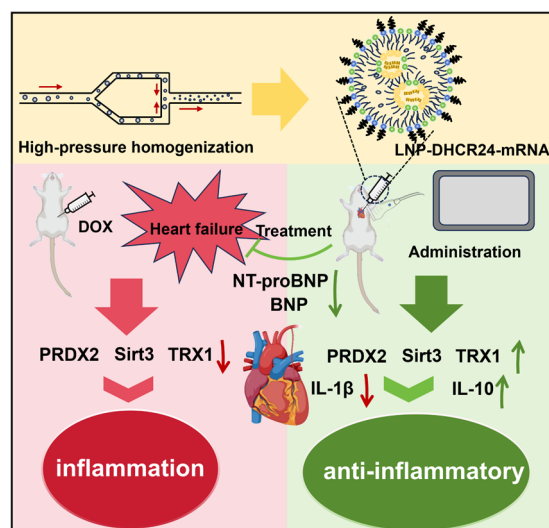 High-pressure homogenization
LNP-DHCR24-mRNA
DOX
Heart failure
Treatment
Administration
NT-proBNP
BNP
PRDX2 Sirt3 TRX1
PRDX2 Sirt3 TRX1
IL-1β IL-10
inflammation
anti-inflammatory